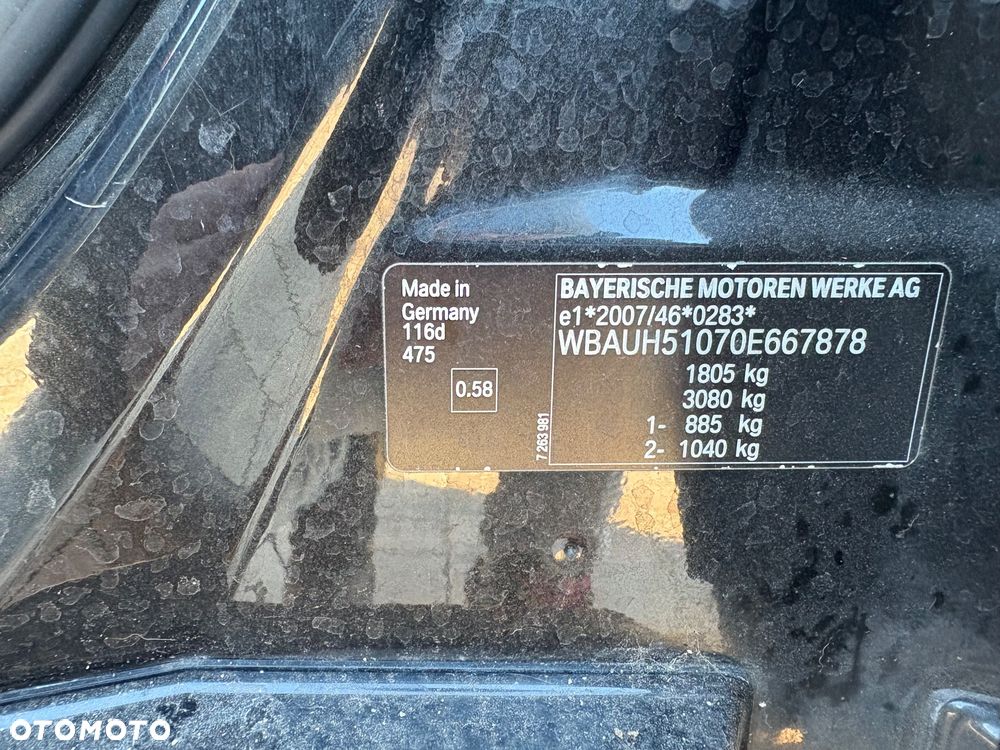 Made in
Germany
116d
475
0.58
7 263 981
BAYERISCHE MOTOREN WERKE AG
e1*2007/46*0283*
WBAUH51070E667878
1805 kg
3080 kg
1- 885 kg
2- 1040 kg
OTOMOTO